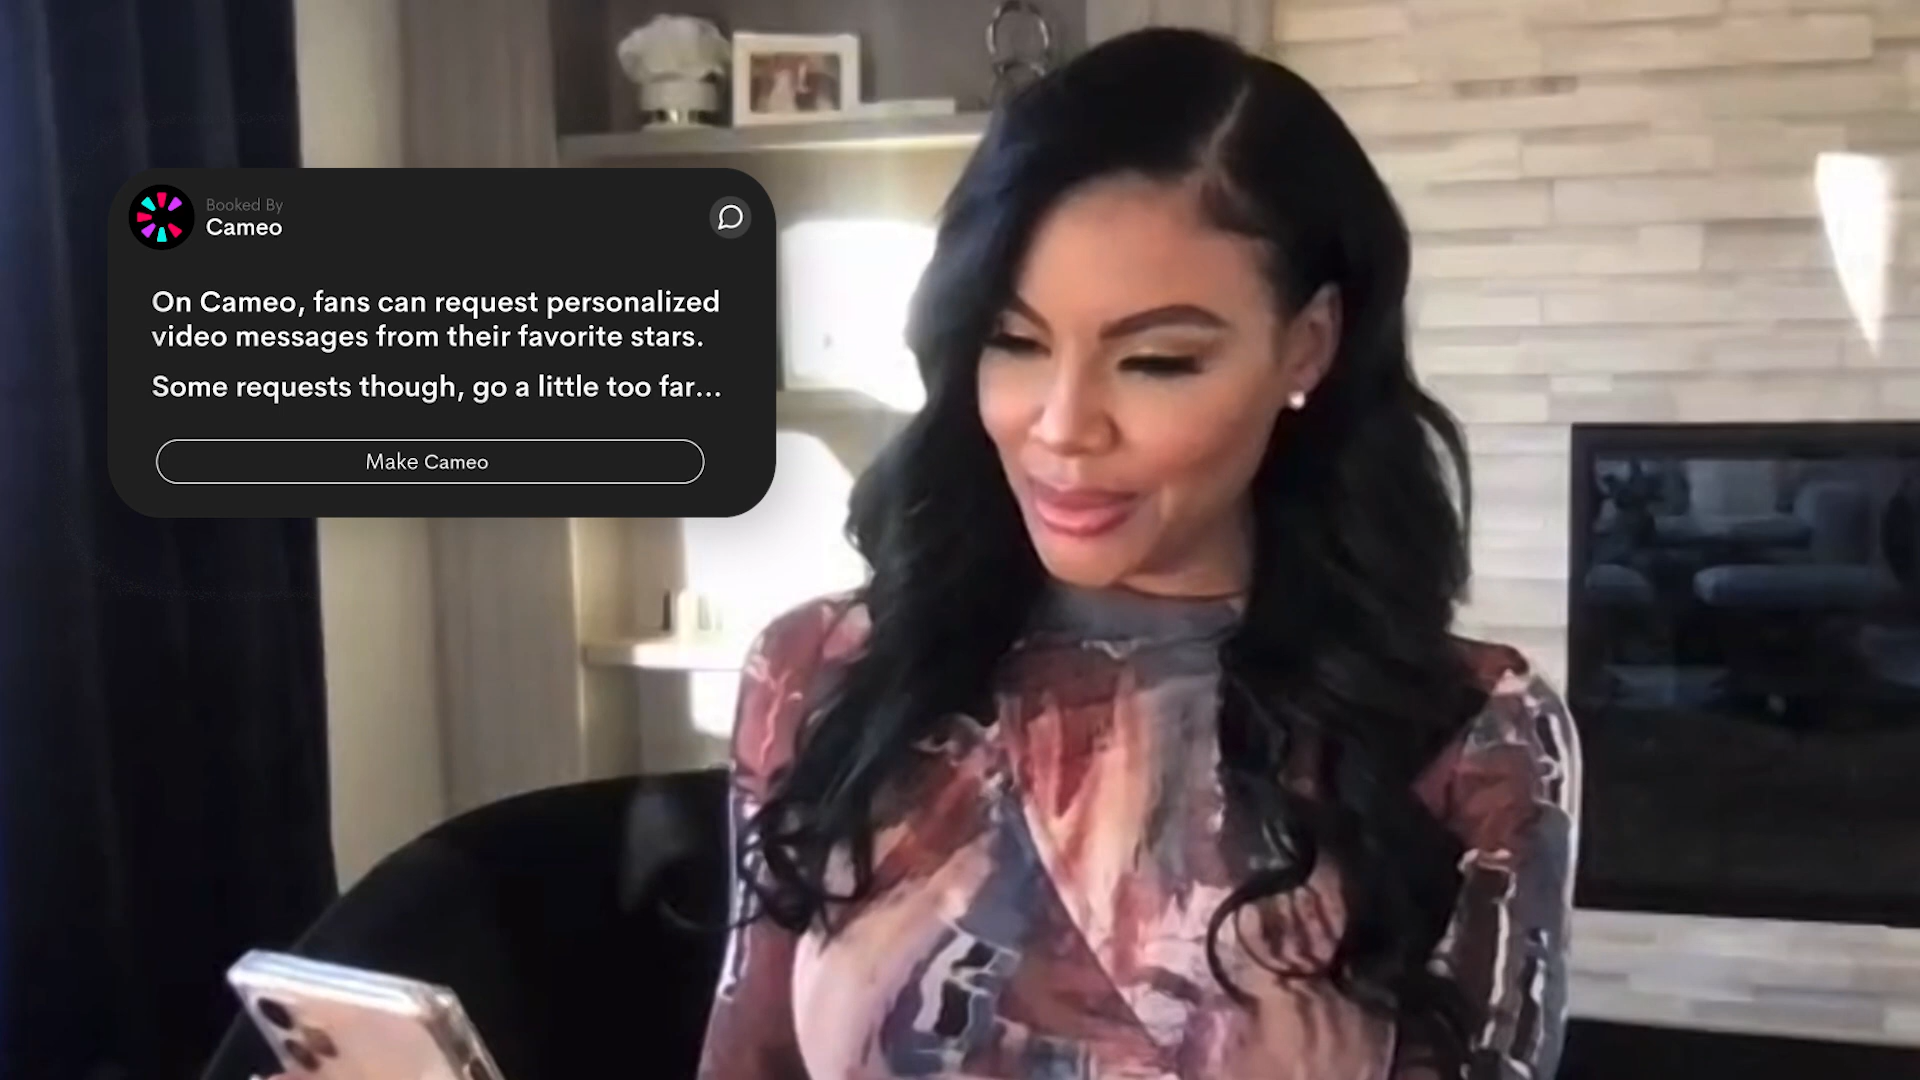 Booked By
Cameo
On Cameo, fans can request personalized
video messages from their favorite stars.
Some requests though, go a little too far...
Make Cameo